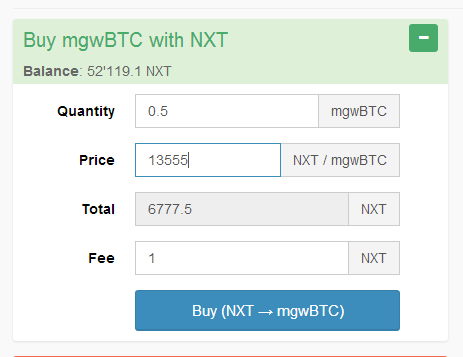 Buy mgwBTC with NXT
Balance: 52'119.1 NXT
Quantity 0.5 mgwBTC
Price 13555 NXT / mgwBTC
Total 6777.5 NXT
Fee 1 NXT
Buy (NXT → mgwBTC)